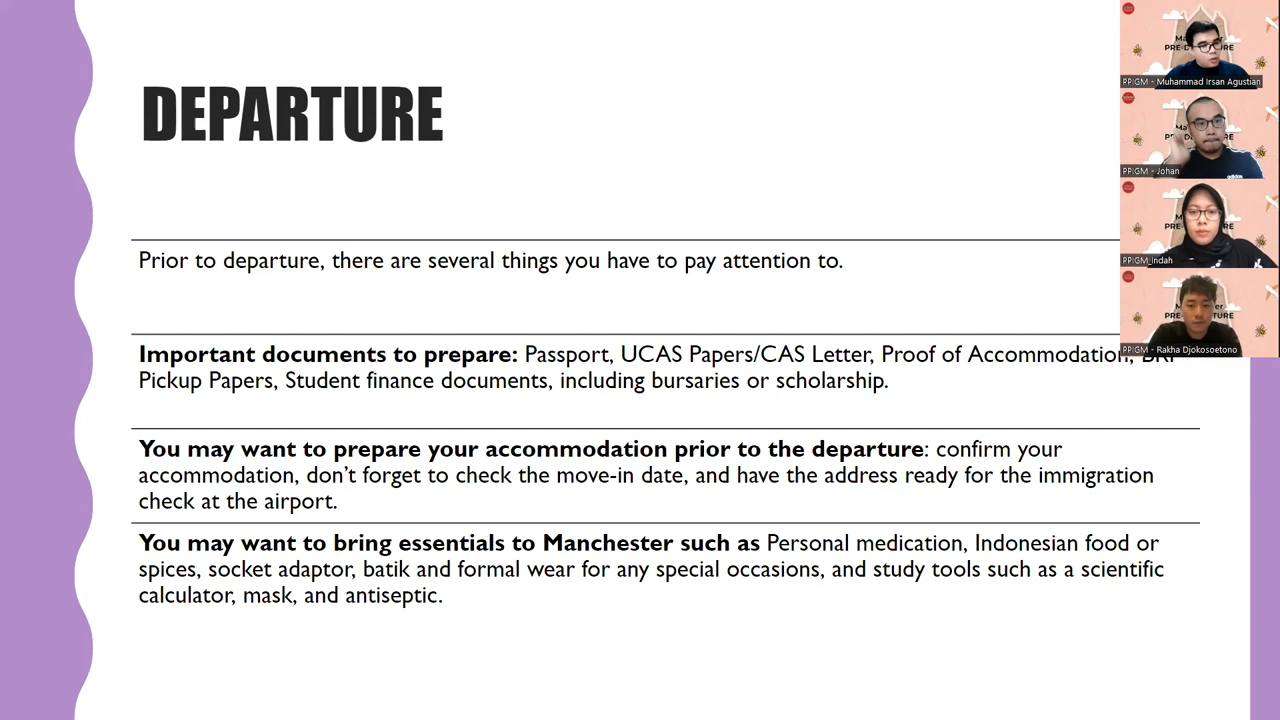 DEPARTURE
Prior to departure, there are several things you have to pay attention to.
Important documents to prepare: Passport, UCAS Papers/CAS Letter, Proof of Accommodation,
Pickup Papers, Student finance documents, including bursaries or scholarship.
You may want to prepare your accommodation prior to the departure: confirm your
accommodation, don’t forget to check the move-in date, and have the address ready for the immigration
check at the airport.
You may want to bring essentials to Manchester such as Personal medication, Indonesian food or
spices, socket adaptor, batik and formal wear for any special occasions, and study tools such as a scientific
calculator, mask, and antiseptic.
PPIGM - Muhammad Irsan Agustian
PPIGM - Johan
PPIGM_Indah
PPIGM - Rakha Djokosoetono